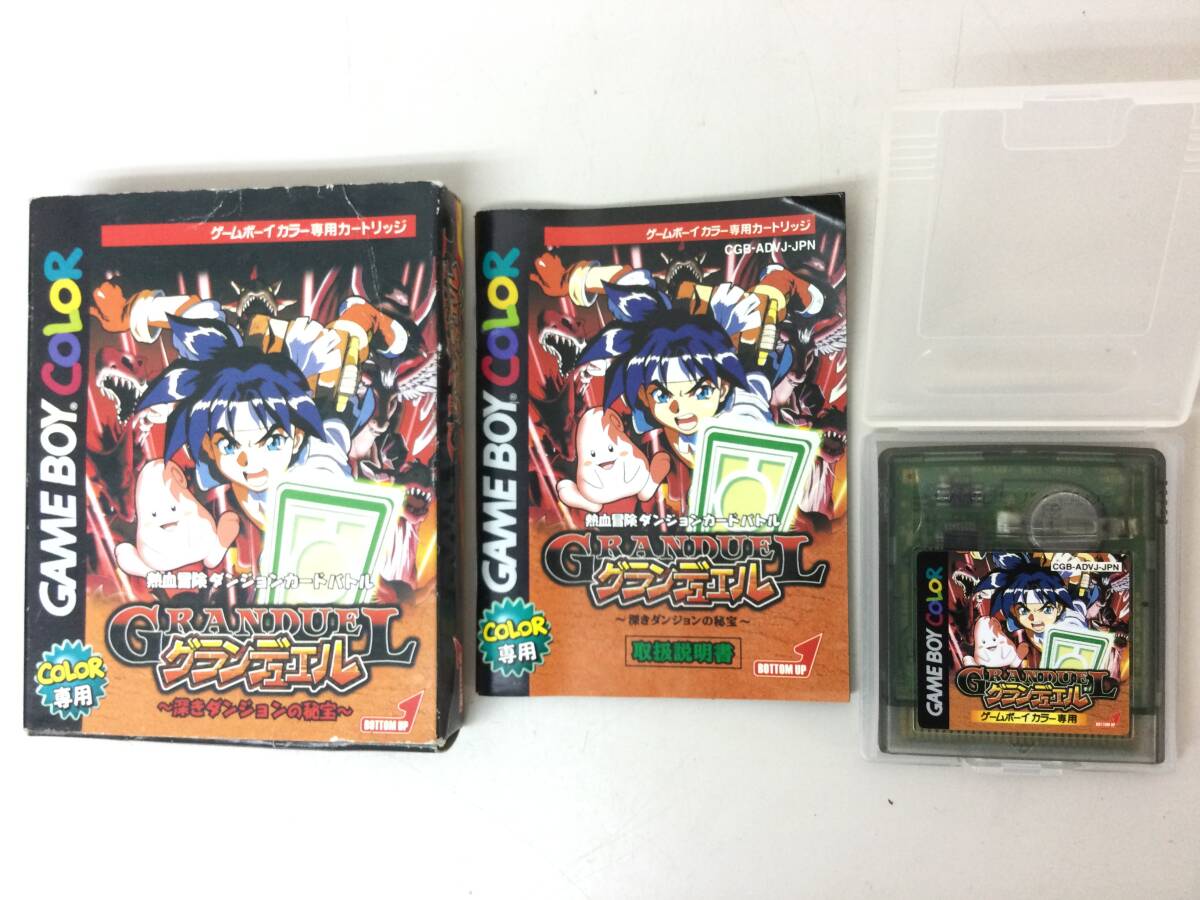 ゲームボーイカラー専用カートリッジ
GAME BOY COLOR
熱血冒険ダンジョンカードバトル
GRANDUEL
グランデュエル
～深きダンジョンの秘宝～
COLOR
専用
BOTTOM UP
ゲームボーイカラー専用カートリッジ
CGB-ADVJ-JPN
GAME BOY COLOR
熱血冒険ダンジョンカードバトル
GRANDUEL
グランデュエル
～深きダンジョンの秘宝～
取扱説明書
COLOR
専用
BOTTOM UP
CGB-ADVJ-JPN
GAME BOY COLOR
GRANDUEL
グランデュエル
ゲームボーイカラー専用
BOTTOM UP